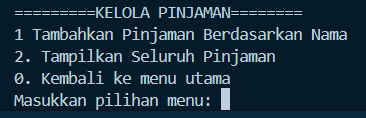 =========KELOLA PINJAMAN========
1 Tambahkan Pinjaman Berdasarkan Nama
2. Tampilkan Seluruh Pinjaman
0. Kembali ke menu utama
Masukkan pilihan menu: